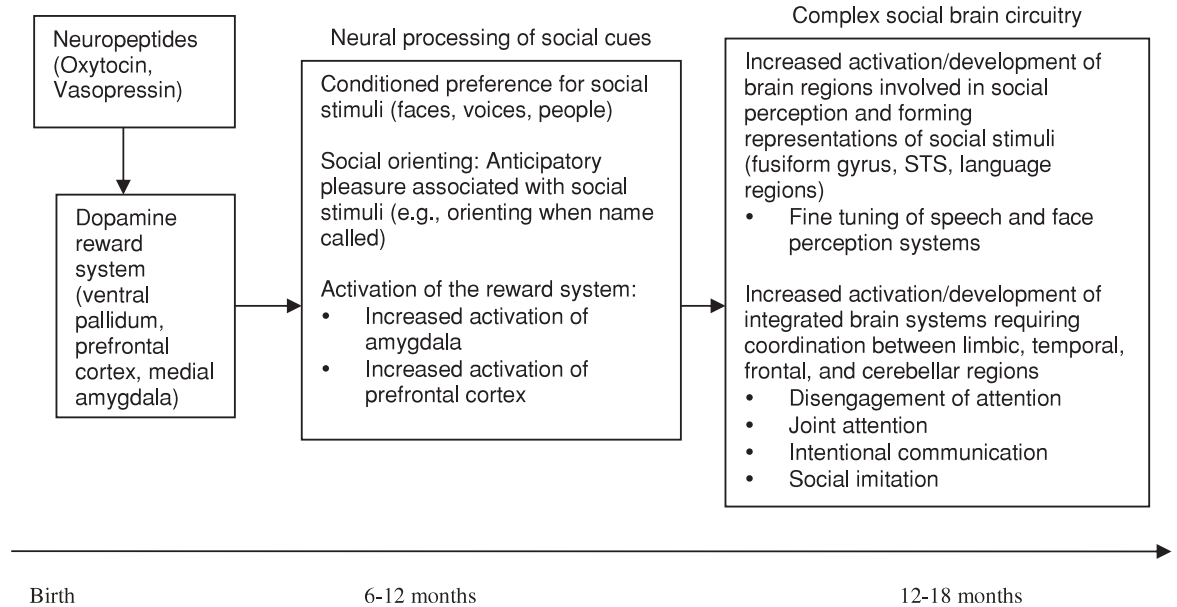 Neuropeptides
(Oxytocin,
Vasopressin)
Dopamine
reward
system
(ventral
pallidum,
prefrontal
cortex, medial
amygdala)
Neural processing of social cues
Conditioned preference for social
stimuli (faces, voices, people)
Social orienting: Anticipatory
pleasure associated with social
stimuli (e.g., orienting when name
called)
Activation of the reward system:
• Increased activation of
amygdala
• Increased activation of
prefrontal cortex
Complex social brain circuitry
Increased activation/development of
brain regions involved in social
perception and forming
representations of social stimuli
(fusiform gyrus, STS, language
regions)
• Fine tuning of speech and face
perception systems
Increased activation/development of
integrated brain systems requiring
coordination between limbic, temporal,
frontal, and cerebellar regions
• Disengagement of attention
• Joint attention
• Intentional communication
• Social imitation
Birth
6-12 months
12-18 months